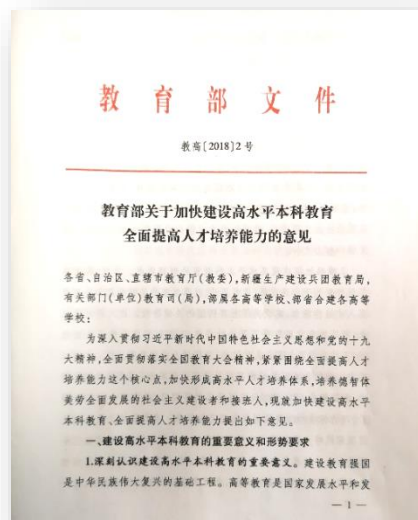 教育部文件
教高〔2018〕2号
教育部关于加快建设高水平本科教育
全面提高人才培养能力的意见
各省、自治区、直辖市教育厅(教委),新疆生产建设兵团教育局,
有关部门(单位)教育司(局),部属各高等学校、部省合建各高等
学校:
为深入贯彻习近平新时代中国特色社会主义思想和党的十九
大精神,全面贯彻落实全国教育大会精神,紧紧围绕全面提高人才
培养能力这个核心点,加快形成高水平人才培养体系,培养德智体
美劳全面发展的社会主义建设者和接班人,现就加快建设高水平
本科教育、全面提高人才培养能力提出如下意见。
一、建设高水平本科教育的重要意义和形势要求
1.深刻认识建设高水平本科教育的重要意义。建设教育强国
是中华民族伟大复兴的基础工程。高等教育是国家发展水平和发
— 1 —